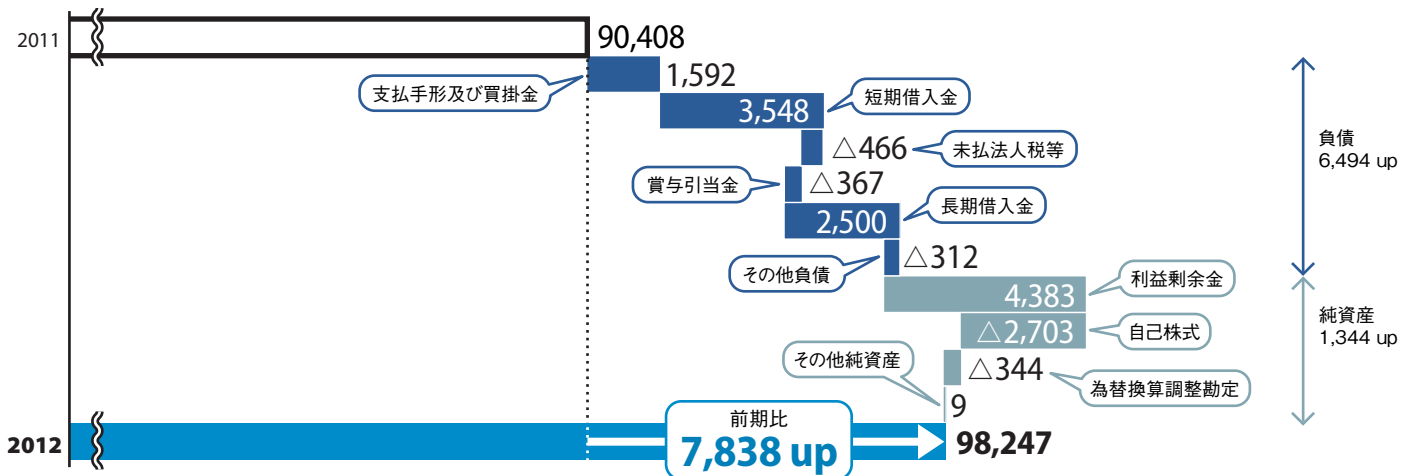 2011
90,408
支払手形及び買掛金
1,592
3,548
短期借入金
△466
未払法人税等
賞与引当金
△367
2,500
長期借入金
その他負債
△312
負債
6,494 up
4,383
利益剰余金
△2,703
自己株式
その他純資産
△344
為替換算調整勘定
9
純資産
1,344 up
2012
前期比
7,838 up
98,247